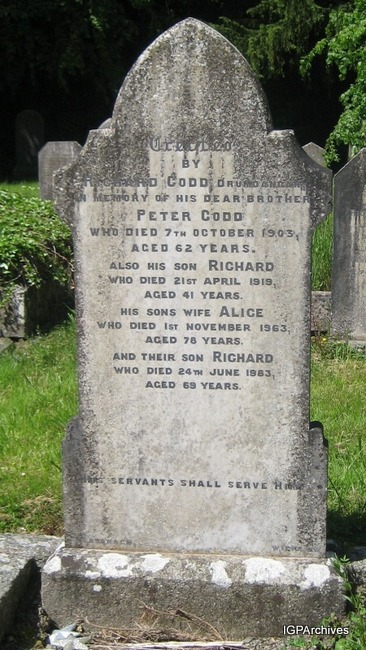 Erected
BY
RICHARD CODD, DRUMDANGAN
IN MEMORY OF HIS DEAR BROTHER
PETER CODD
WHO DIED 7TH OCTOBER 1903,
AGED 62 YEARS.
ALSO HIS SON RICHARD
WHO DIED 21ST APRIL 1919,
AGED 41 YEARS.
HIS SONS WIFE ALICE
WHO DIED 1ST NOVEMBER 1963,
AGED 78 YEARS.
AND THEIR SON RICHARD
WHO DIED 24TH JUNE 1983,
AGED 69 YEARS.
HIS SERVANTS SHALL SERVE HIM
IGPArchives